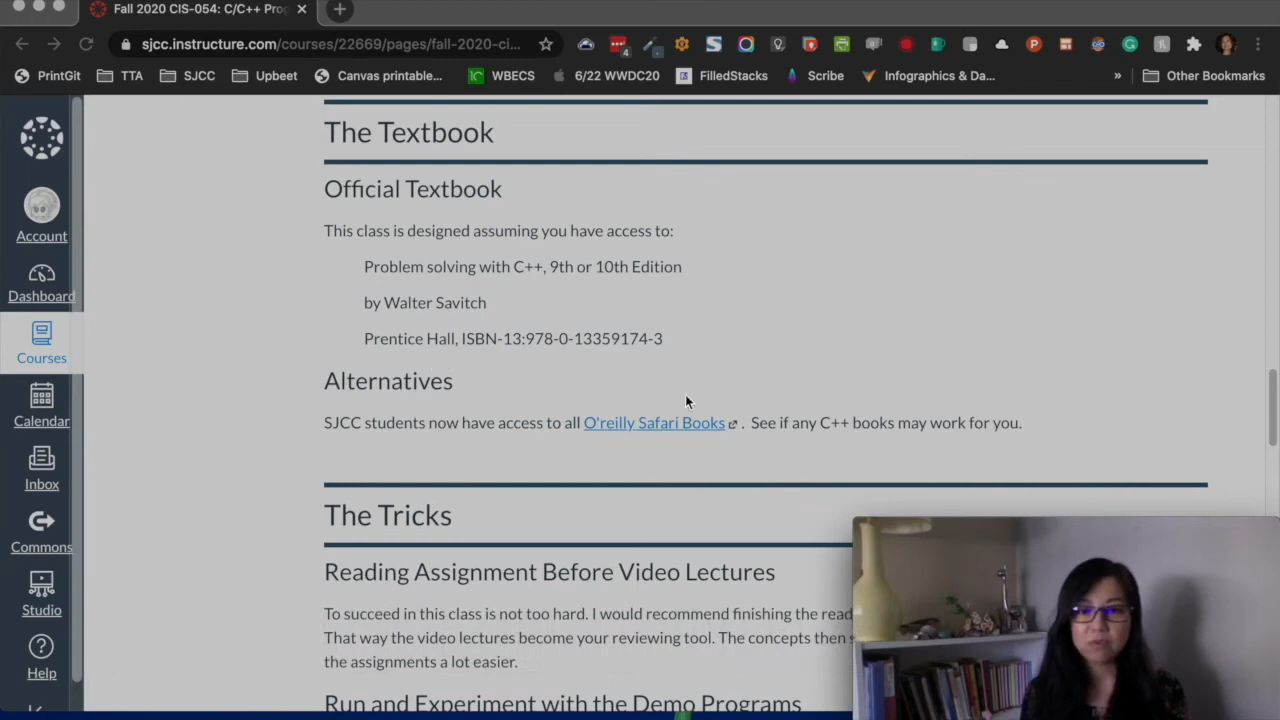 Fall 2020 CIS-054: C/C++ Prog
sjcc.instructure.com/courses/22669/pages/fall-2020-ci...
PrintGit
TTA
SJCC
Upbeet
Canvas printable...
WBECS
6/22 WWDC20
FilledStacks
Scribe
Infographics & Da...
»
Other Bookmarks
Account
Dashboard
Courses
Calendar
Inbox
Commons
Studio
Help
The Textbook
Official Textbook
This class is designed assuming you have access to:
Problem solving with C++, 9th or 10th Edition
by Walter Savitch
Prentice Hall, ISBN-13:978-0-13359174-3
Alternatives
SJCC students now have access to all O'reilly Safari Books . See if any C++ books may work for you.
The Tricks
Reading Assignment Before Video Lectures
To succeed in this class is not too hard. I would recommend finishing the read
That way the video lectures become your reviewing tool. The concepts then s
the assignments a lot easier.
Run and Experiment with the Demo Programs